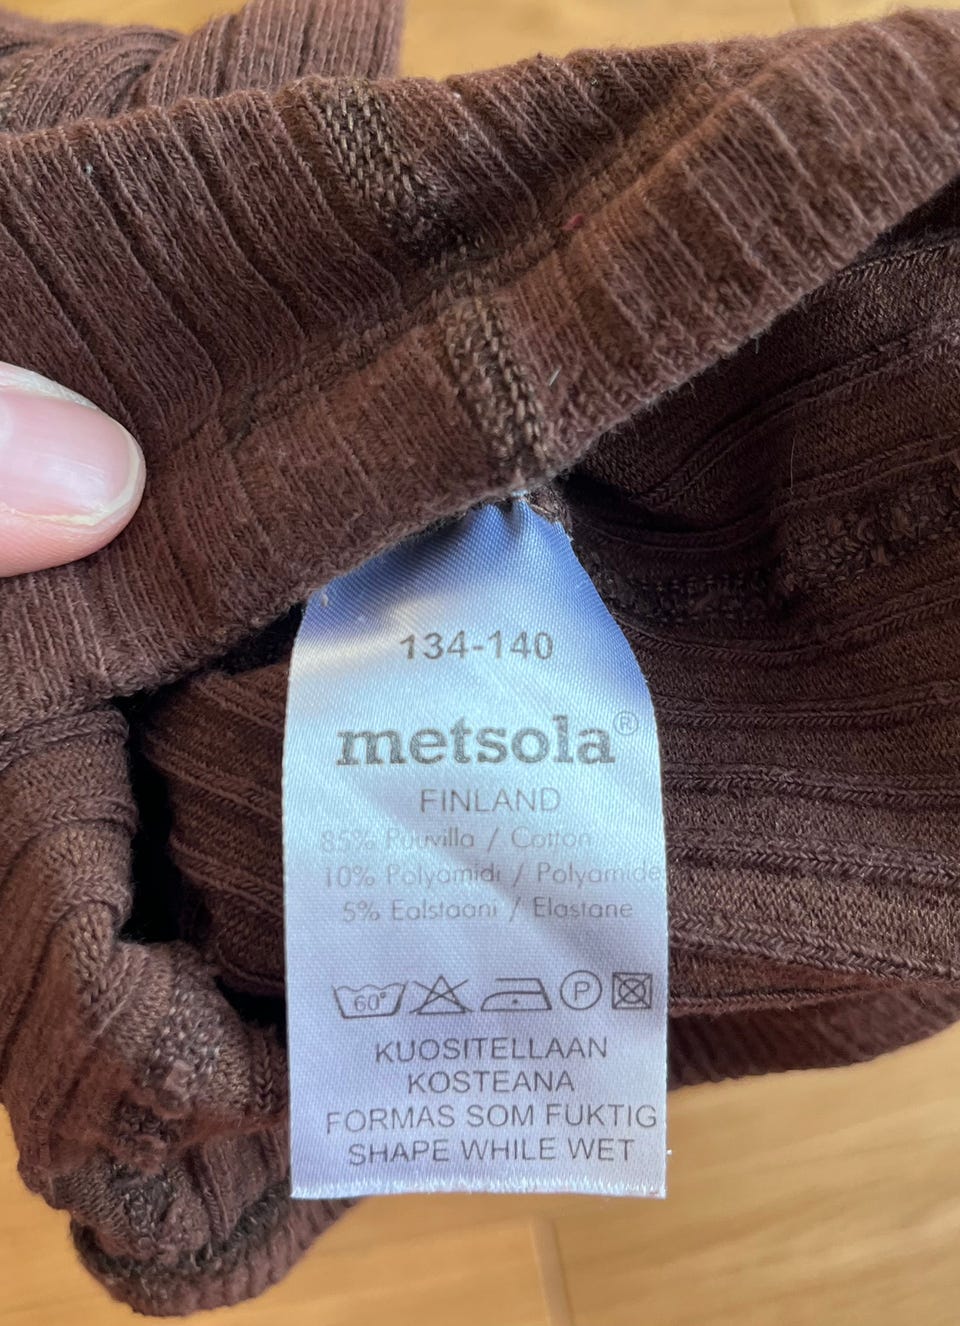 134-140
metsola®
FINLAND
85% Puuvilla / Cotton
10% Polyamidi / Polyamide
5% Ealstaani / Elastane
60° P
KUOSITELLAAN
KOSTEANA
FORMAS SOM FUKTIG
SHAPE WHILE WET